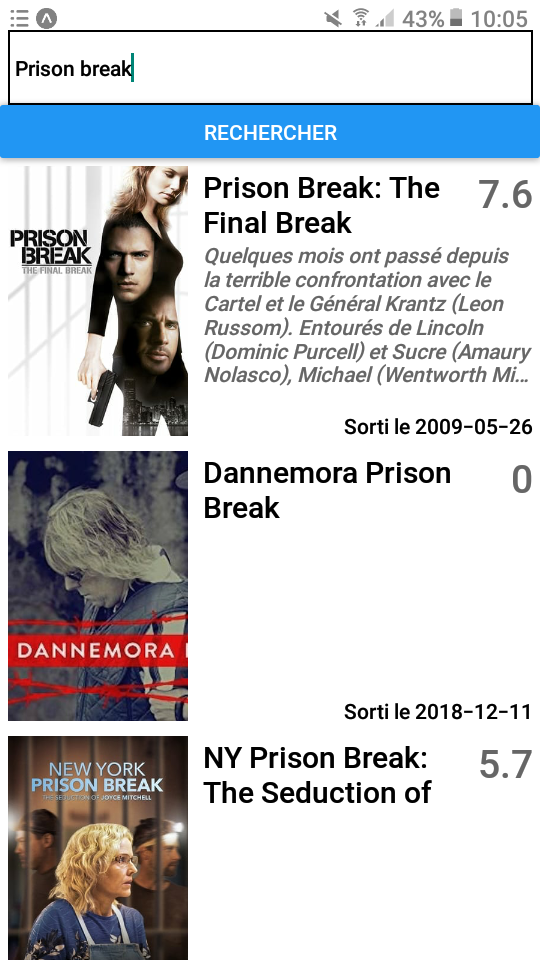 43% 10:05
Prison break
RECHERCHER
PRISON
BREAK
THE FINAL BREAK
Prison Break: The
Final Break
7.6
Quelques mois ont passé depuis
la terrible confrontation avec le
Cartel et le Général Krantz (Leon
Russom). Entourés de Lincoln
(Dominic Purcell) et Sucre (Amaury
Nolasco), Michael (Wentworth Mi...
Sorti le 2009-05-26
DANNEMORA
Dannemora Prison
Break
0
Sorti le 2018-12-11
NEW YORK
PRISON BREAK
THE SEDUCTION OF JOYCE MITCHELL
NY Prison Break:
The Seduction of
5.7